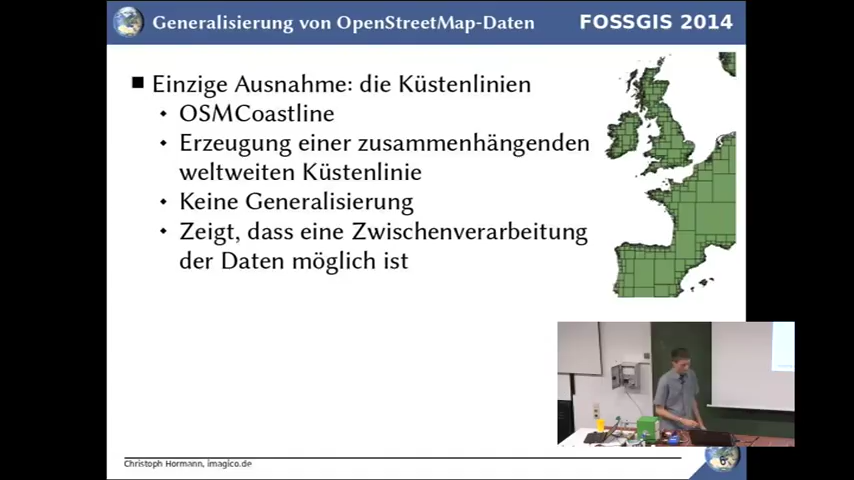 Generalisierung von OpenStreetMap-Daten
FOSSGIS 2014
Einzige Ausnahme: die Küstenlinien
OSMCoastline
Erzeugung einer zusammenhängenden
weltweiten Küstenlinie
Keine Generalisierung
Zeigt, dass eine Zwischenverarbeitung
der Daten möglich ist
Christoph Hormann, imagico.de